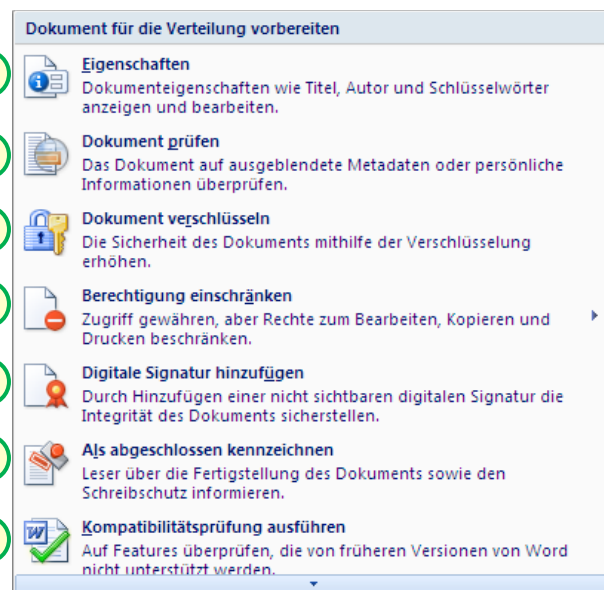 Dokument für die Verteilung vorbereiten
Eigenschaften
Dokumenteigenschaften wie Titel, Autor und Schlüsselwörter
anzeigen und bearbeiten.
Dokument prüfen
Das Dokument auf ausgeblendete Metadaten oder persönliche
Informationen überprüfen.
Dokument verschlüsseln
Die Sicherheit des Dokuments mithilfe der Verschlüsselung
erhöhen.
Berechtigung einschränken
Zugriff gewähren, aber Rechte zum Bearbeiten, Kopieren und
Drucken beschränken.
Digitale Signatur hinzufügen
Durch Hinzufügen einer nicht sichtbaren digitalen Signatur die
Integrität des Dokuments sicherstellen.
Als abgeschlossen kennzeichnen
Leser über die Fertigstellung des Dokuments sowie den
Schreibschutz informieren.
Kompatibilitätsprüfung ausführen
Auf Features überprüfen, die von früheren Versionen von Word
nicht unterstützt werden.